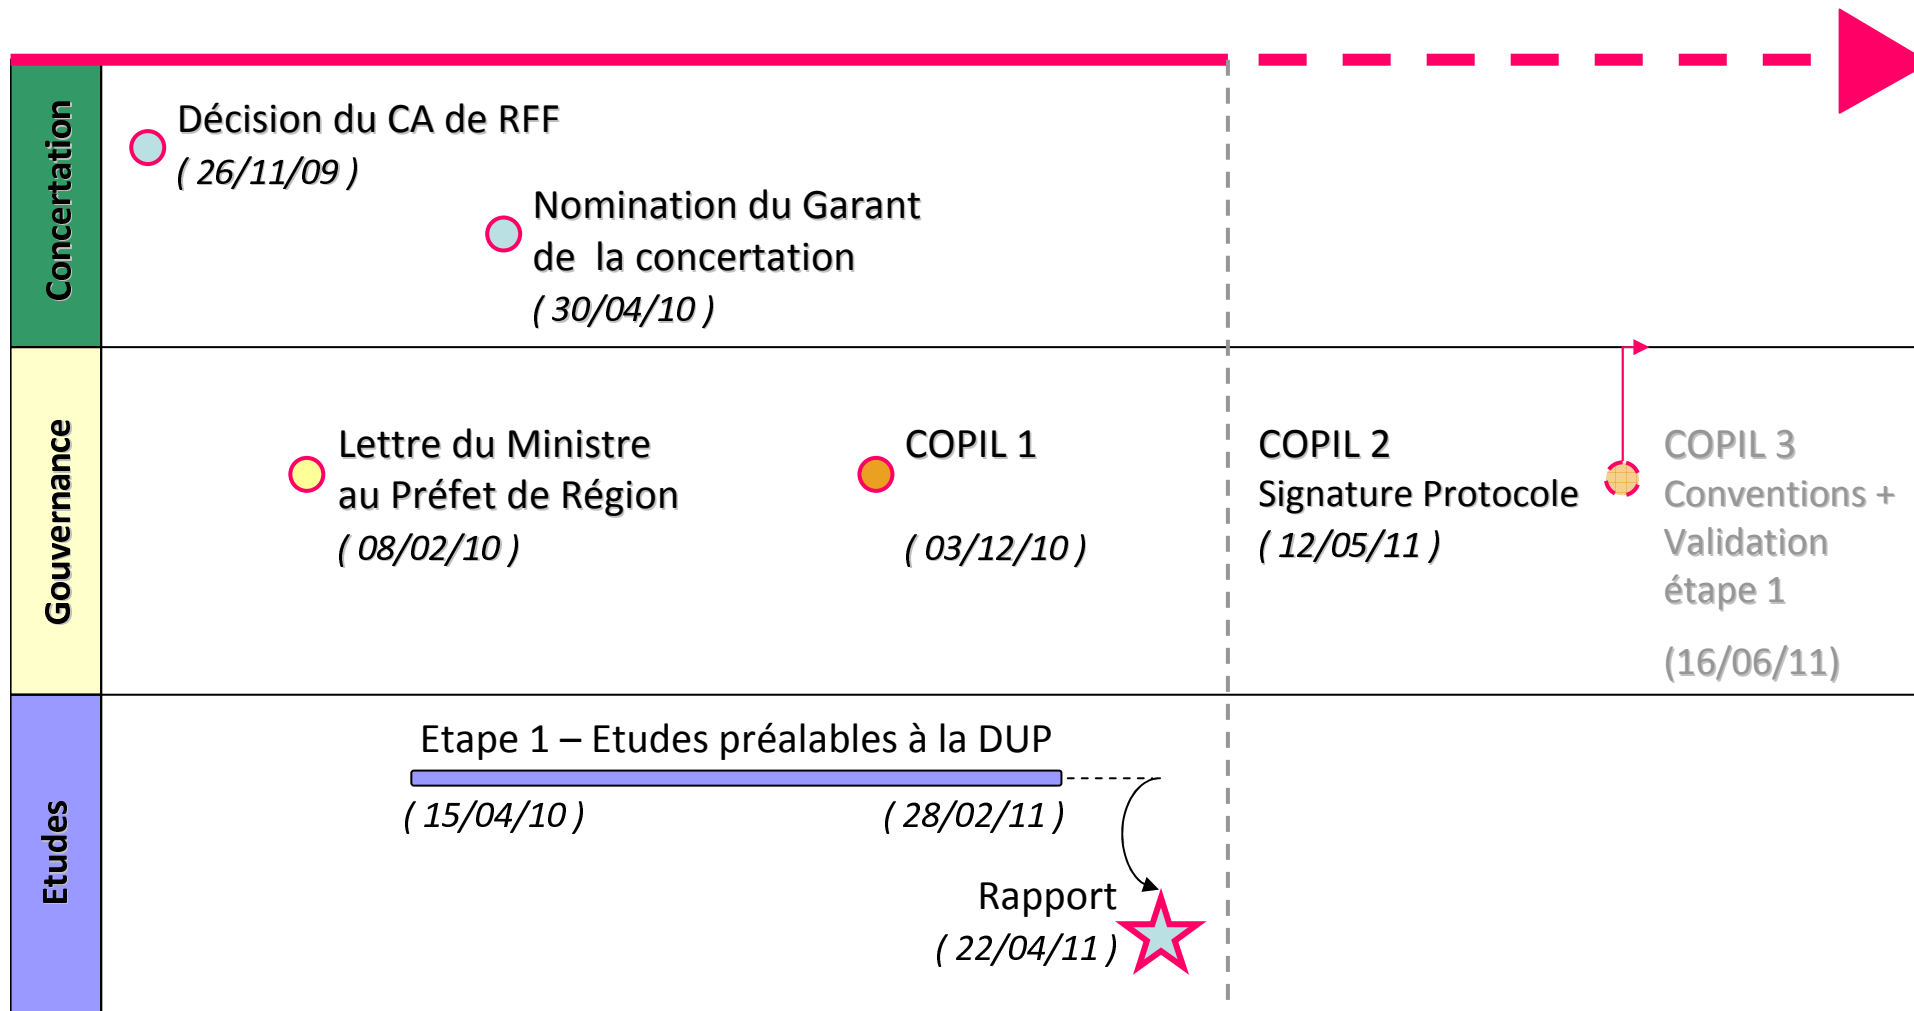 Concertation
Décision du CA de RFF
( 26/11/09 )
Nomination du Garant
de la concertation
( 30/04/10 )
Gouvernance
Lettre du Ministre
au Préfet de Région
( 08/02/10 )
COPIL 1
( 03/12/10 )
COPIL 2
Signature Protocole
( 12/05/11 )
COPIL 3
Conventions +
Validation
étape 1
(16/06/11)
Etudes
Etape 1 – Etudes préalables à la DUP
( 15/04/10 )
( 28/02/11 )
Rapport
( 22/04/11 )